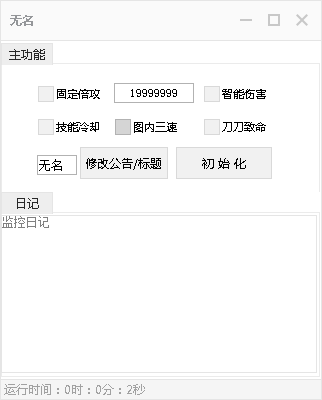 无名
主功能
固定倍攻 19999999 智能伤害
技能冷却 图内三速 刀刀致命
无名 修改公告/标题 初 始 化
日记
监控日记
运行时间：0时：0分：2秒